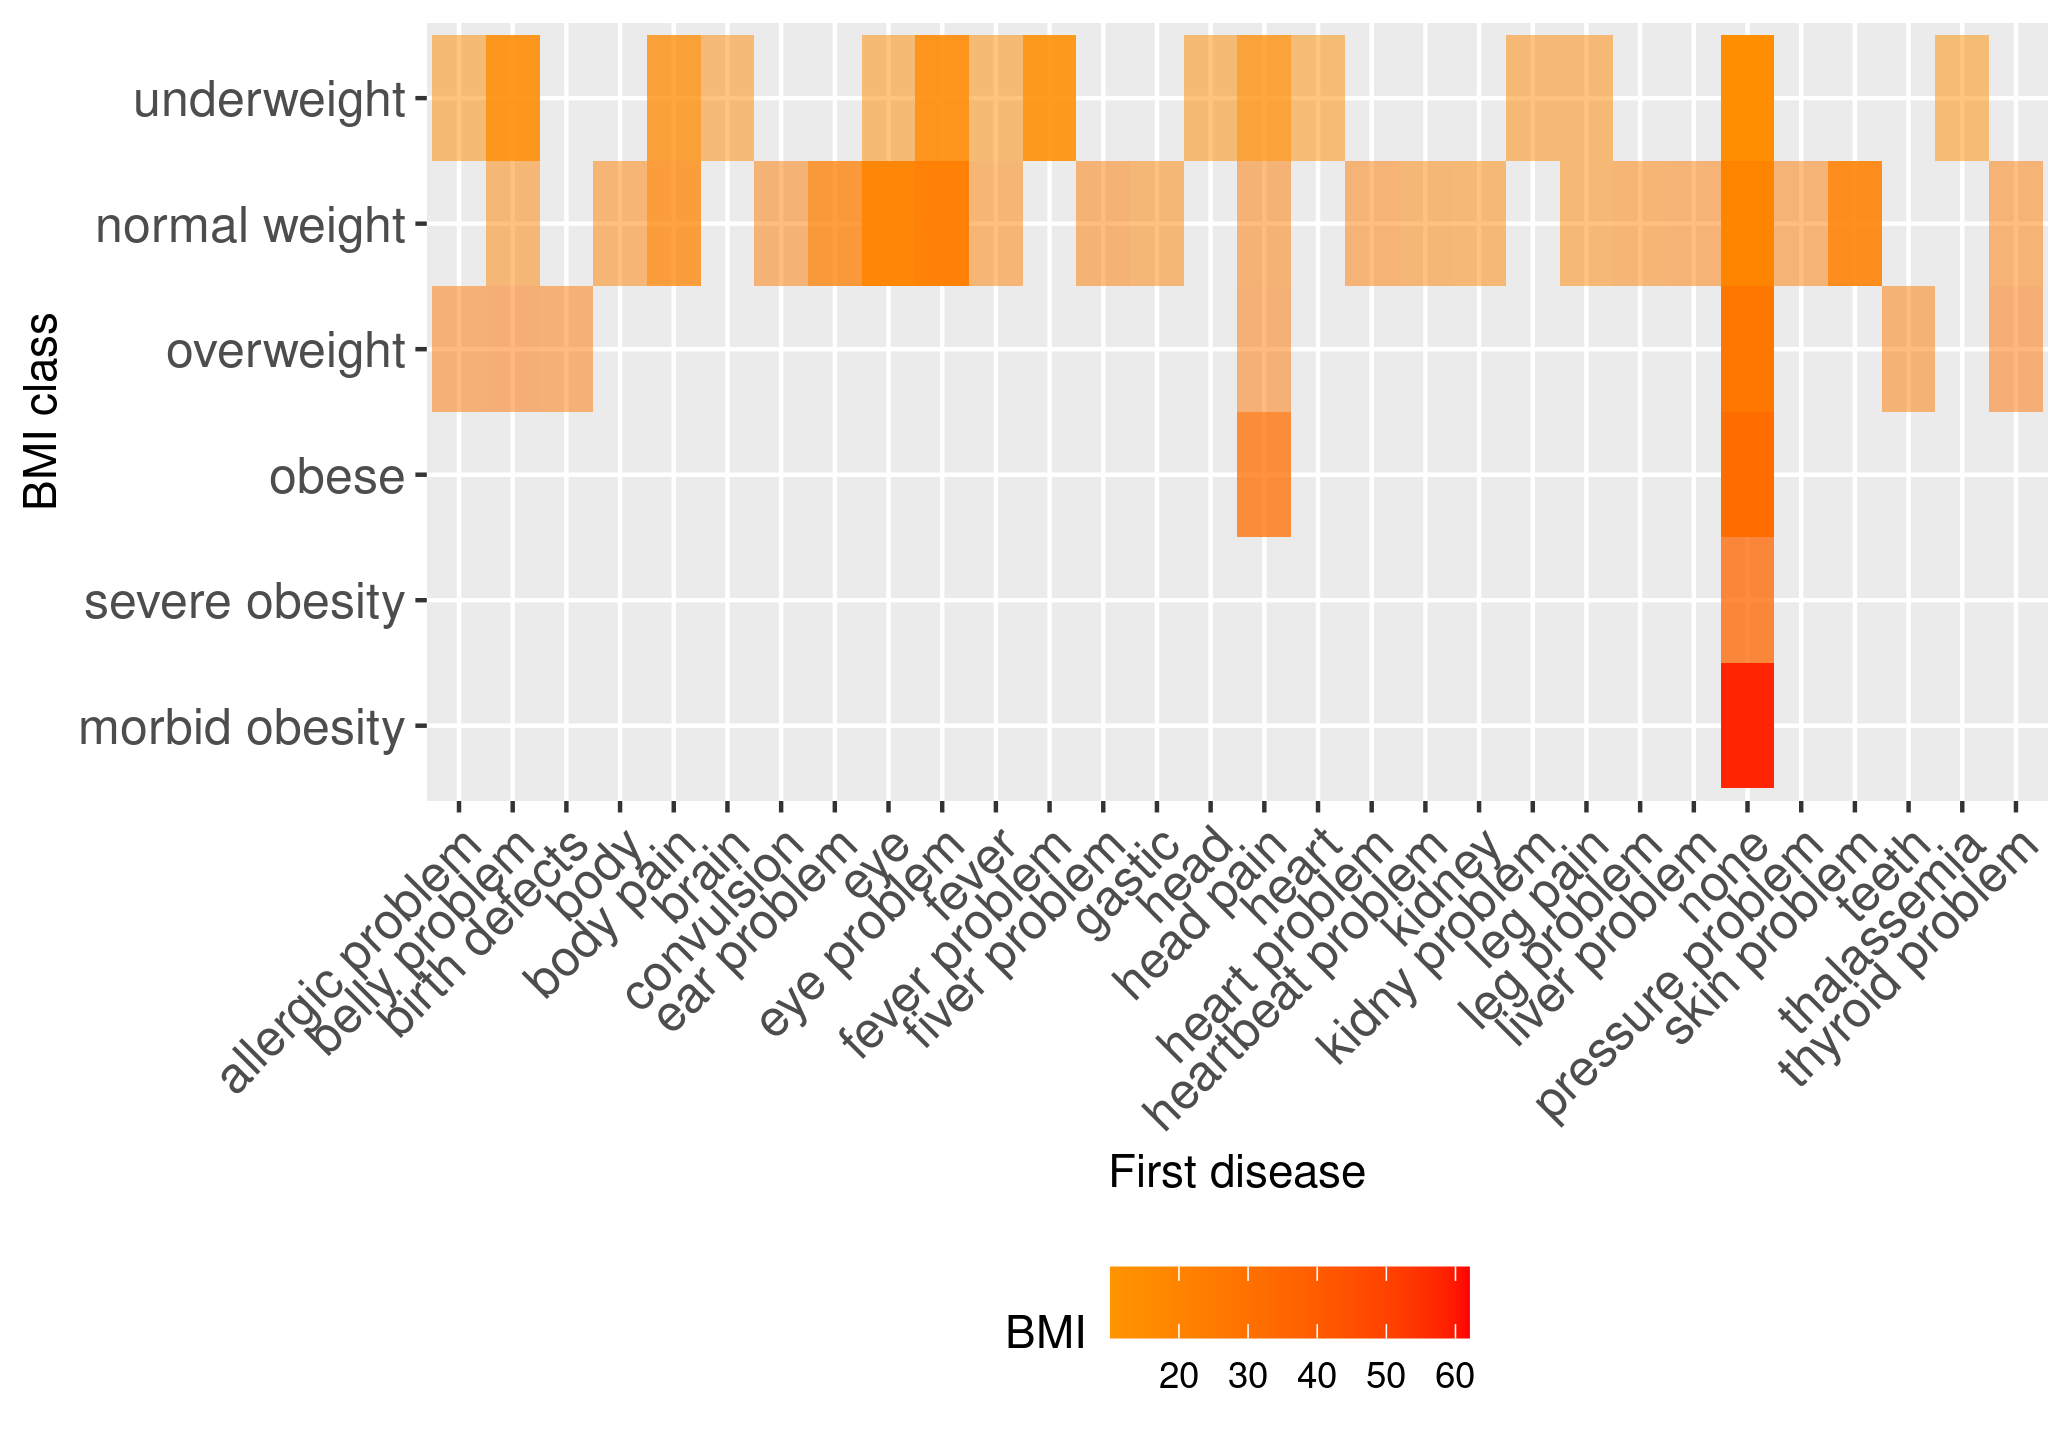 BMI class
underweight
normal weight
overweight
obese
severe obesity
morbid obesity
allergic problem
belly problem
birth defects
body
body pain
brain
convulsion
ear problem
eye
eye problem
fever
fever problem
fiver problem
gastic
head
head pain
heart
heart problem
heartbeat problem
kidney
kidny problem
leg pain
leg problem
liver problem
none
pressure problem
skin problem
teeth
thalassemia
thyroid problem
First disease
BMI
20 30 40 50 60